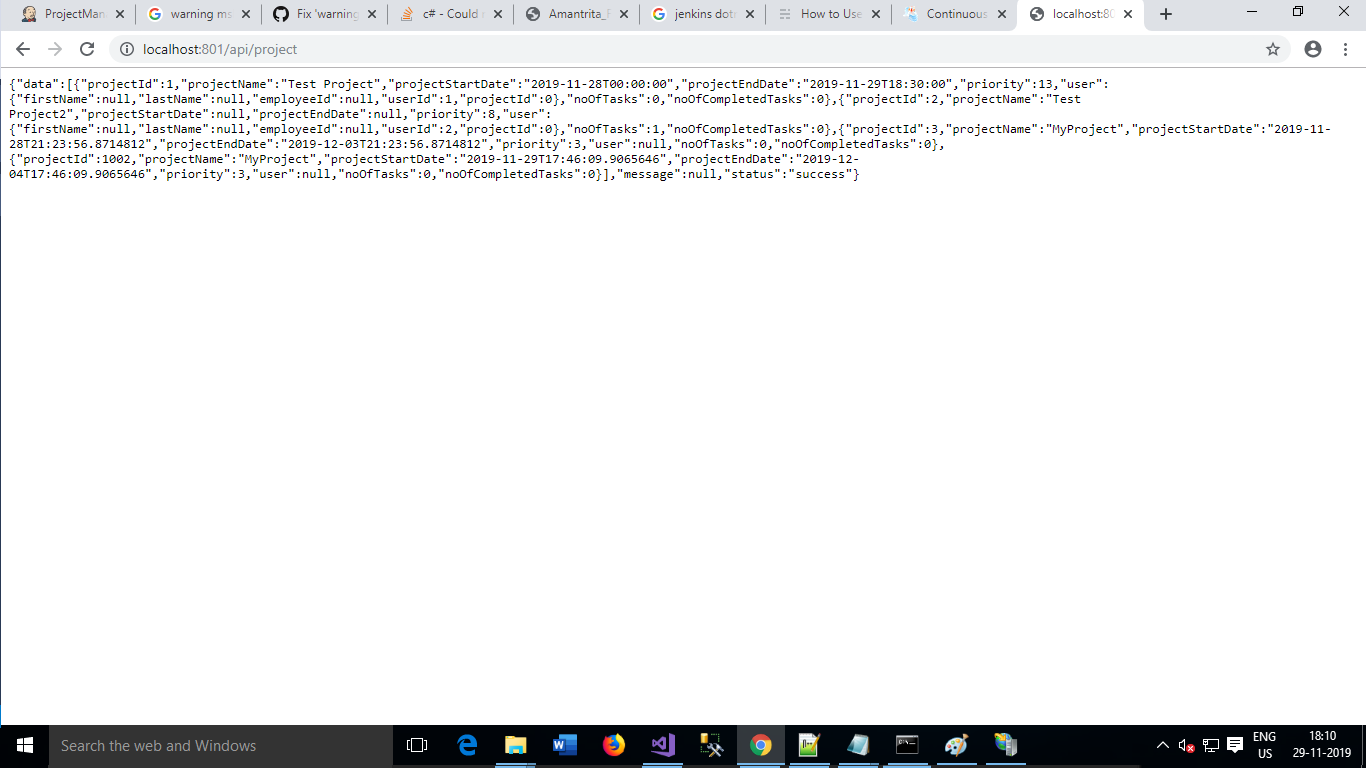 ProjectMan
warning ms
Fix 'warning
c# - Could
Amantrita_
jenkins dotn
How to Use
Continuous
localhost:80
localhost:801/api/project
{"data":[{"projectId":1,"projectName":"Test Project","projectStartDate":"2019-11-28T00:00:00","projectEndDate":"2019-11-29T18:30:00","priority":13,"user":
{"firstName":null,"lastName":null,"employeeId":null,"userId":1,"projectId":0},"noOfTasks":0,"noOfCompletedTasks":0},{"projectId":2,"projectName":"Test
Project2","projectStartDate":null,"projectEndDate":null,"priority":8,"user":
{"firstName":null,"lastName":null,"employeeId":null,"userId":2,"projectId":0},"noOfTasks":1,"noOfCompletedTasks":0},{"projectId":3,"projectName":"MyProject","projectStartDate":"2019-11-
28T21:23:56.8714812","projectEndDate":"2019-12-03T21:23:56.8714812","priority":3,"user":null,"noOfTasks":0,"noOfCompletedTasks":0},
{"projectId":1002,"projectName":"MyProject","projectStartDate":"2019-11-29T17:46:09.9065646","projectEndDate":"2019-12-
04T17:46:09.9065646","priority":3,"user":null,"noOfTasks":0,"noOfCompletedTasks":0}],"message":null,"status":"success"}
Search the web and Windows
ENG
US
18:10
29-11-2019